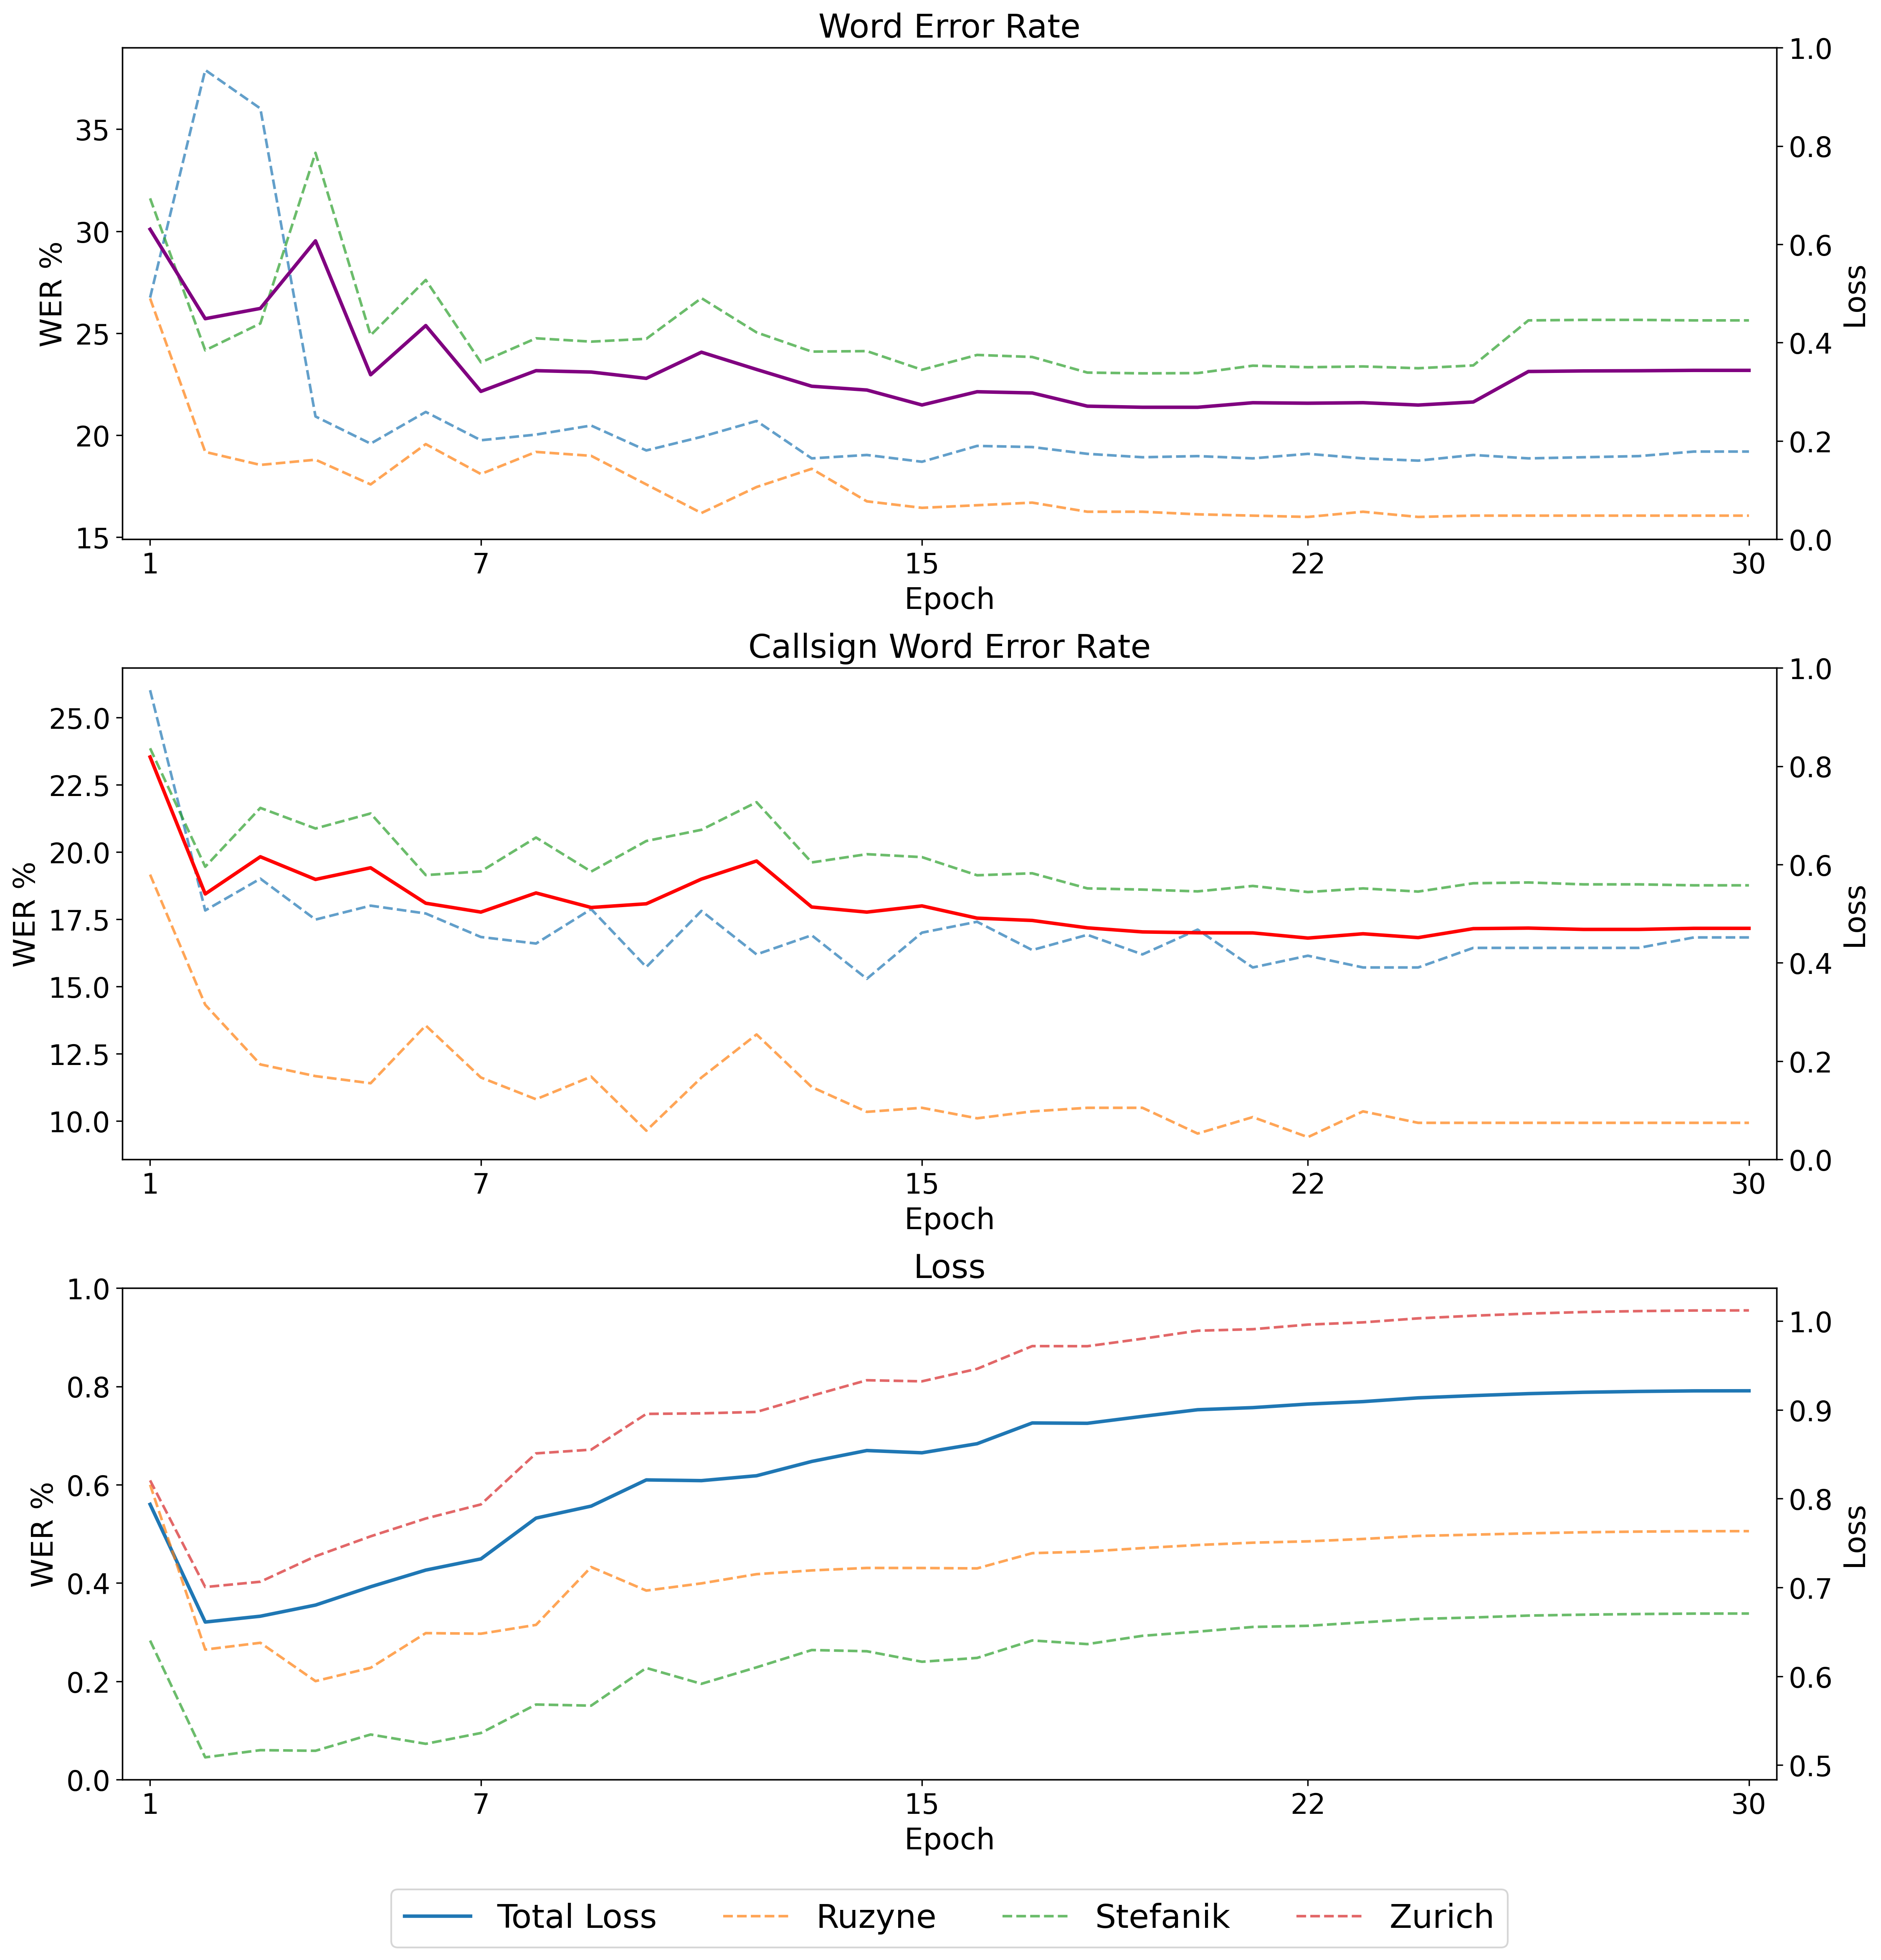 Word Error Rate
WER %
35
30
25
20
15
1.0
0.8
0.6
0.4
0.2
0.0
Loss
1 7 15 22 30
Epoch
Callsign Word Error Rate
WER %
25.0
22.5
20.0
17.5
15.0
12.5
10.0
1.0
0.8
0.6
0.4
0.2
0.0
Loss
1 7 15 22 30
Epoch
Loss
WER %
1.0
0.8
0.6
0.4
0.2
0.0
1.0
0.9
0.8
0.7
0.6
0.5
Loss
1 7 15 22 30
Epoch
Total Loss Ruzyne Stefanik Zurich